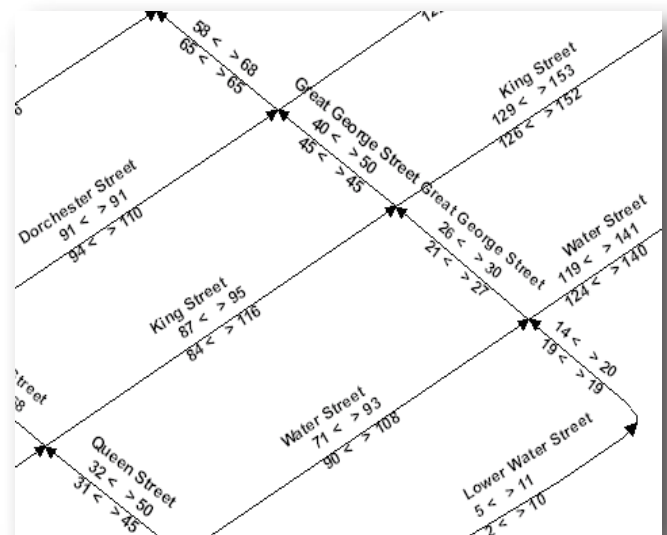 58 < > 68
65 < > 65
Great George Street
40 < > 50
45 < > 45
King Street
129 < > 153
126 < > 152
Dorchester Street
91 < > 91
94 < > 110
Great George Street
26 < > 30
21 < > 27
Water Street
119 < > 141
124 < > 140
King Street
87 < > 95
84 < > 116
14 < > 20
19 < > 19
Street
Water Street
71 < > 93
90 < > 108
Queen Street
32 < > 50
31 < > 45
Lower Water Street
5 < > 11
2 < > 10